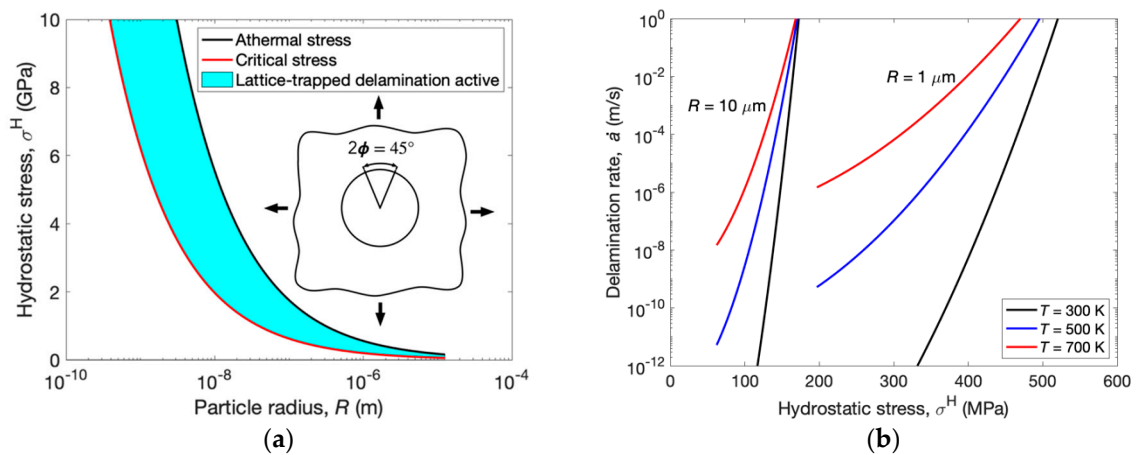 10
8
6
4
2
0
Hydrostatic stress, σᴴ (GPa)
Athermal stress
Critical stress
Lattice-trapped delamination active
2ϕ = 45°
10⁻¹⁰
10⁻⁸
10⁻⁶
10⁻⁴
Particle radius, R (m)
(a)
10⁰
10⁻²
10⁻⁴
10⁻⁶
10⁻⁸
10⁻¹⁰
10⁻¹²
Delamination rate, ȧ (m/s)
R = 10 μm
R = 1 μm
T = 300 K
T = 500 K
T = 700 K
0
100
200
300
400
500
600
Hydrostatic stress, σᴴ (MPa)
(b)